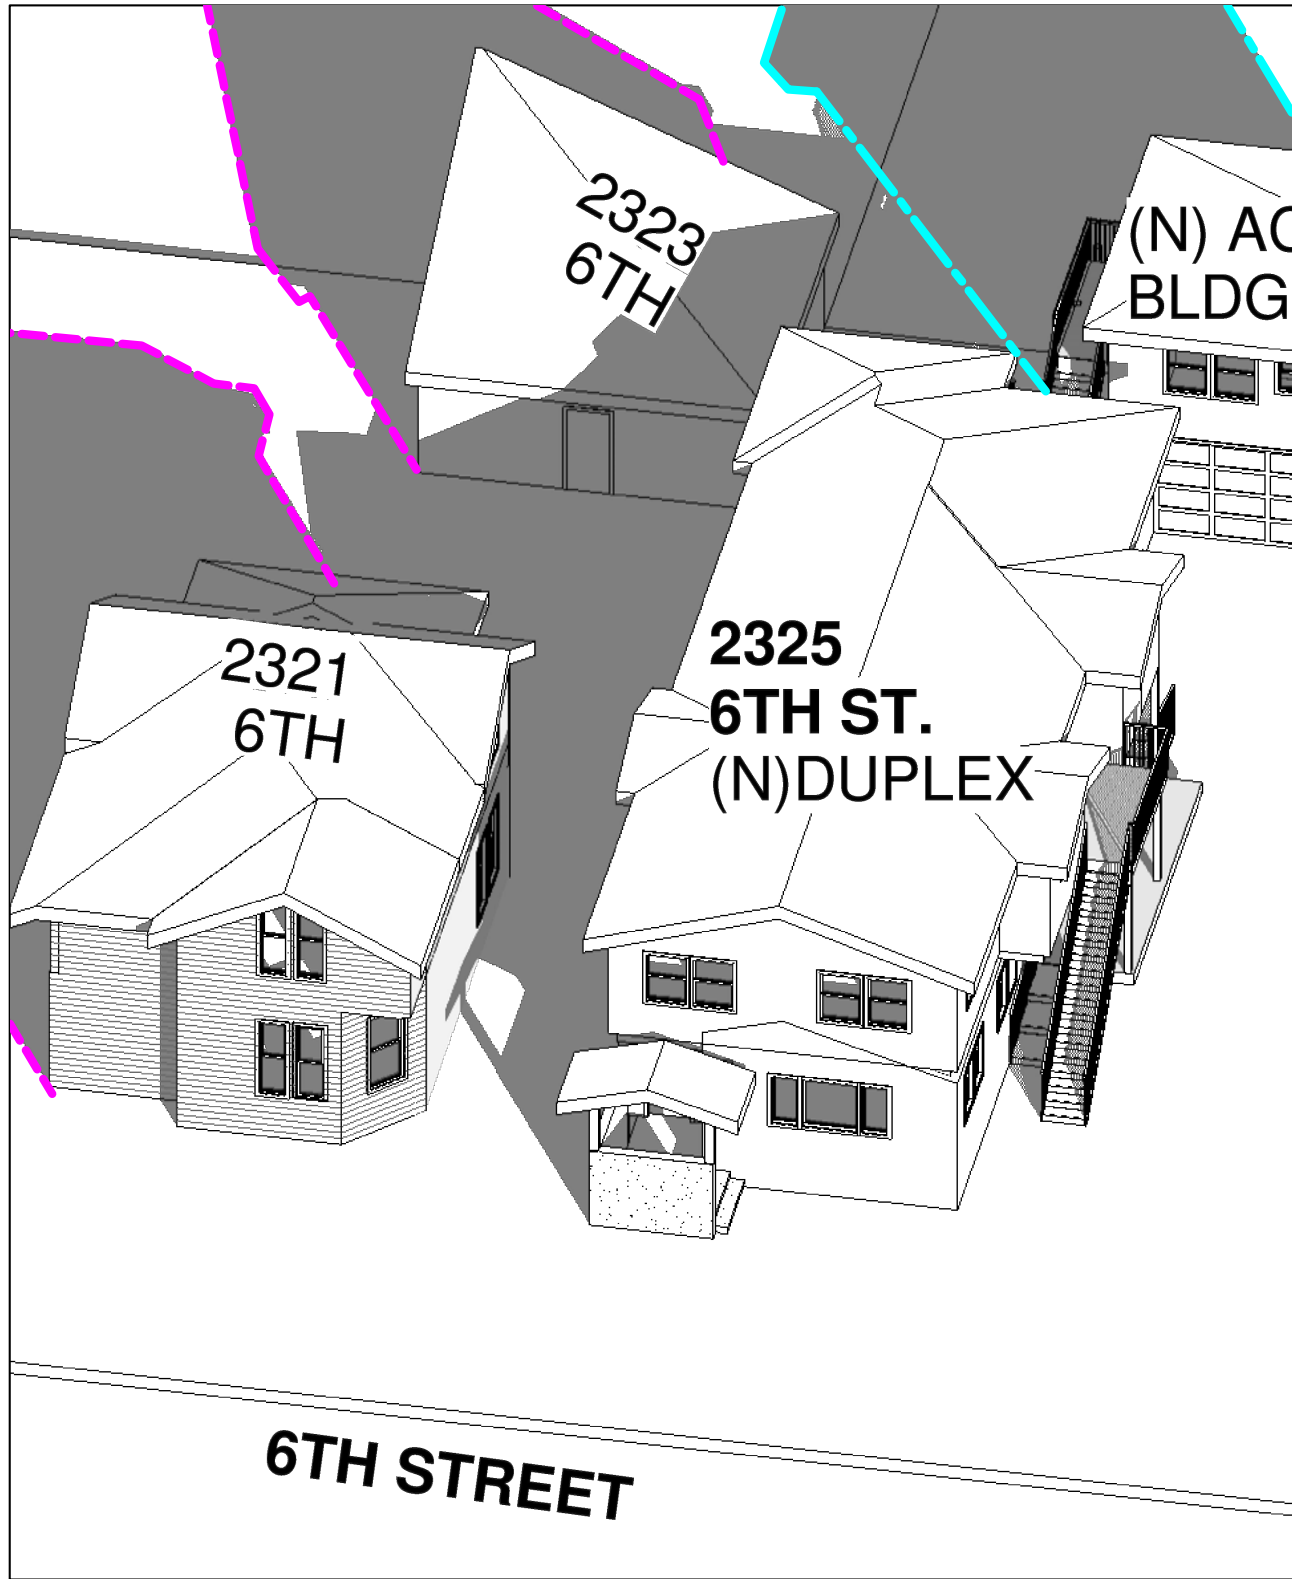 2323
6TH
(N) AC
BLDG
2321
6TH
2325
6TH ST.
(N)DUPLEX
6TH STREET